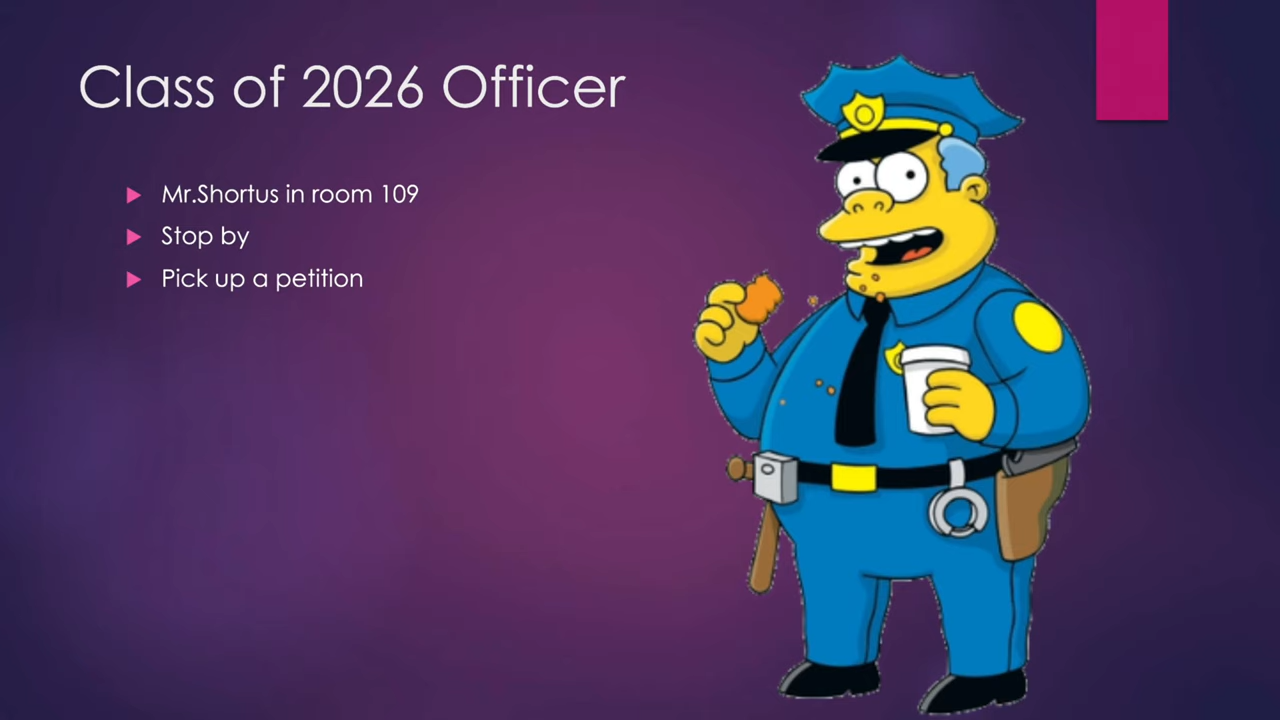 Class of 2026 Officer
Mr.Shortus in room 109
Stop by
Pick up a petition